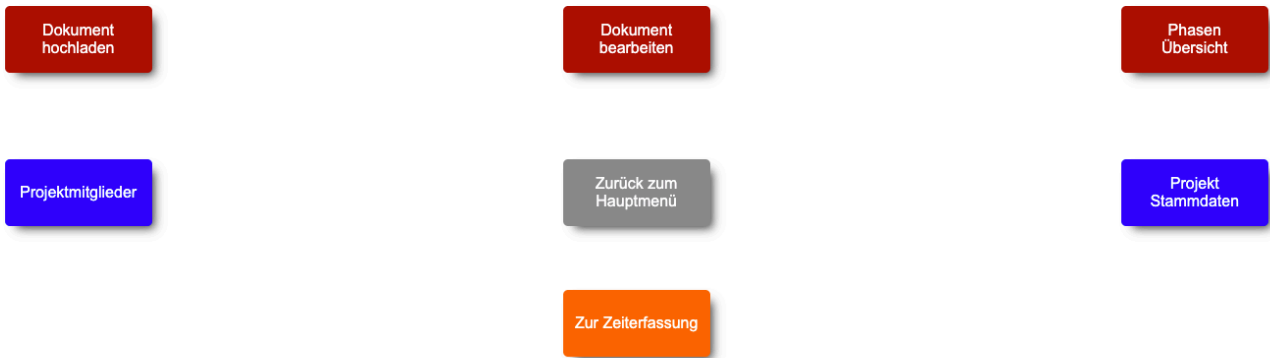 Dokument
hochladen
Dokument
bearbeiten
Phasen
Übersicht
Projektmitglieder
Zurück zum
Hauptmenü
Projekt
Stammdaten
Zur Zeiterfassung